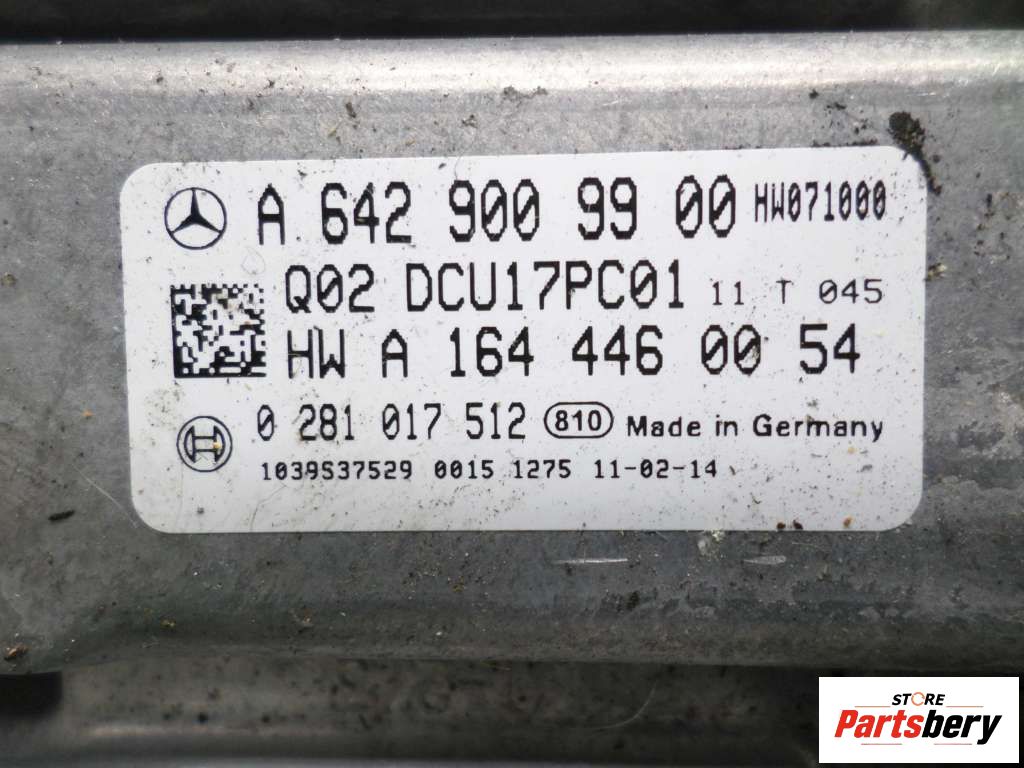 A 642 900 99 00 HW071000
Q02 DCU17PC01 11 T 045
HW A 164 446 00 54
0 281 017 512 810 Made in Germany
1039S37529 0015 1275 11-02-14
STORE
Partsbery